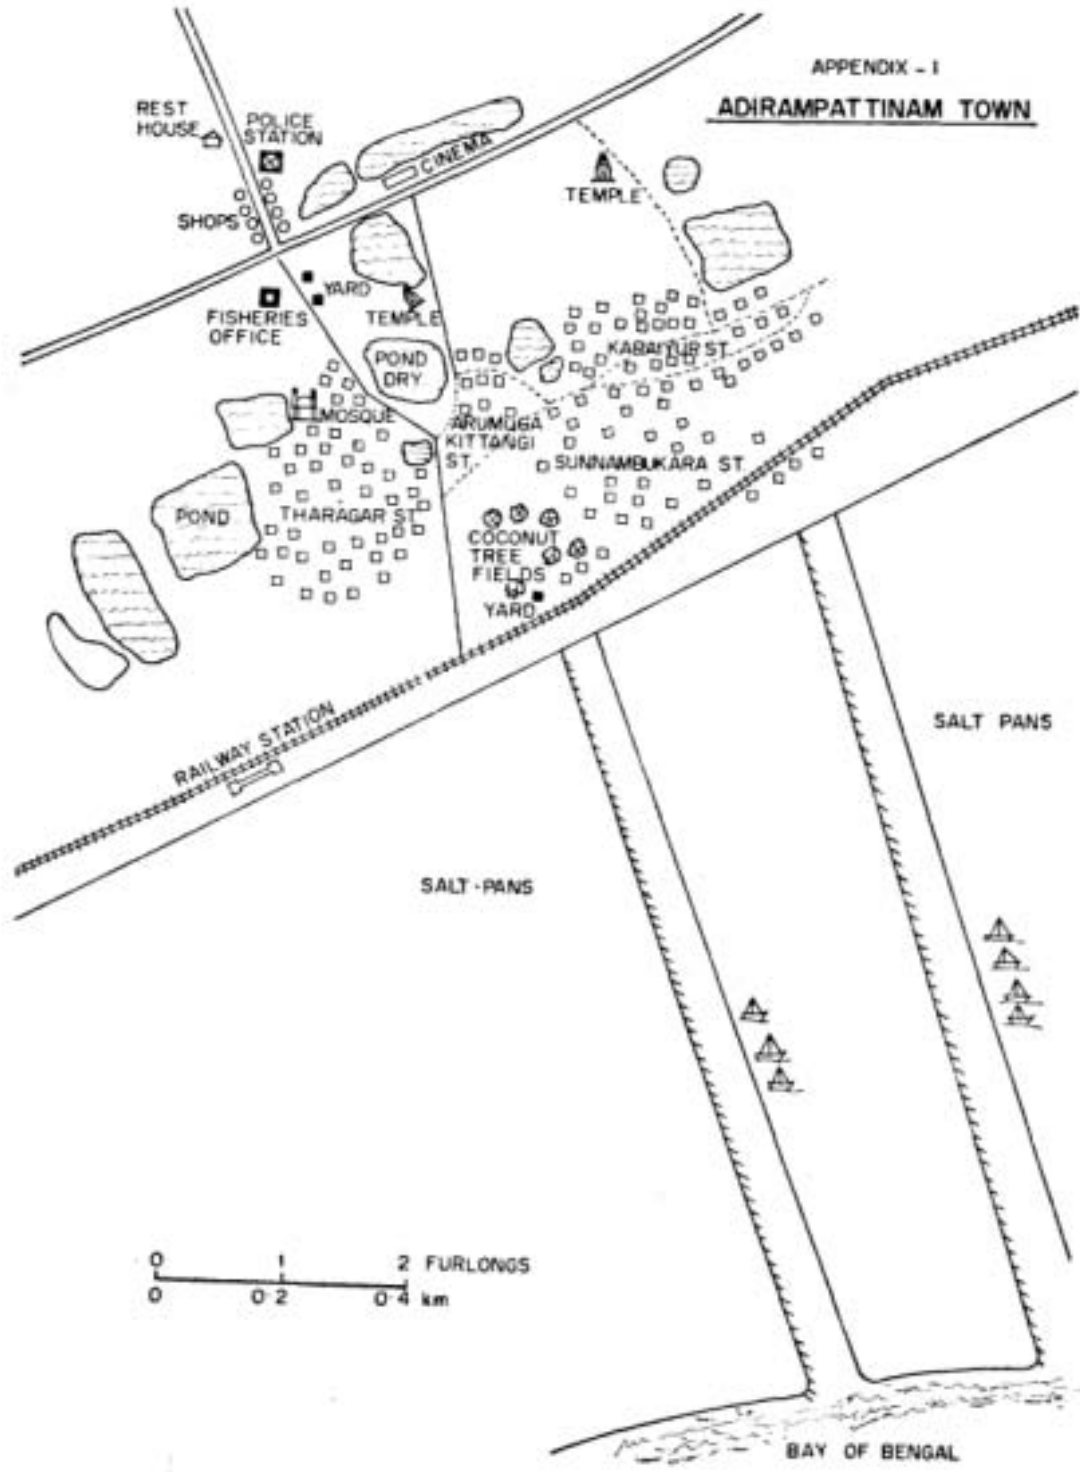 APPENDIX - I
ADIRAMPATTINAM TOWN
REST
HOUSE
POLICE
STATION
CINEMA
TEMPLE
SHOPS
YARD
FISHERIES
OFFICE
TEMPLE
KARAIYUR ST.
POND
DRY
MOSQUE
ARUMUGA
KITTANGI
ST.
SUNNAMBUKARA ST
POND
THARAGAR ST
COCONUT
TREE
FIELDS
YARD
RAILWAY STATION
SALT PANS
SALT-PANS
0 1 2 FURLONGS
0 0·2 0·4 km
BAY OF BENGAL